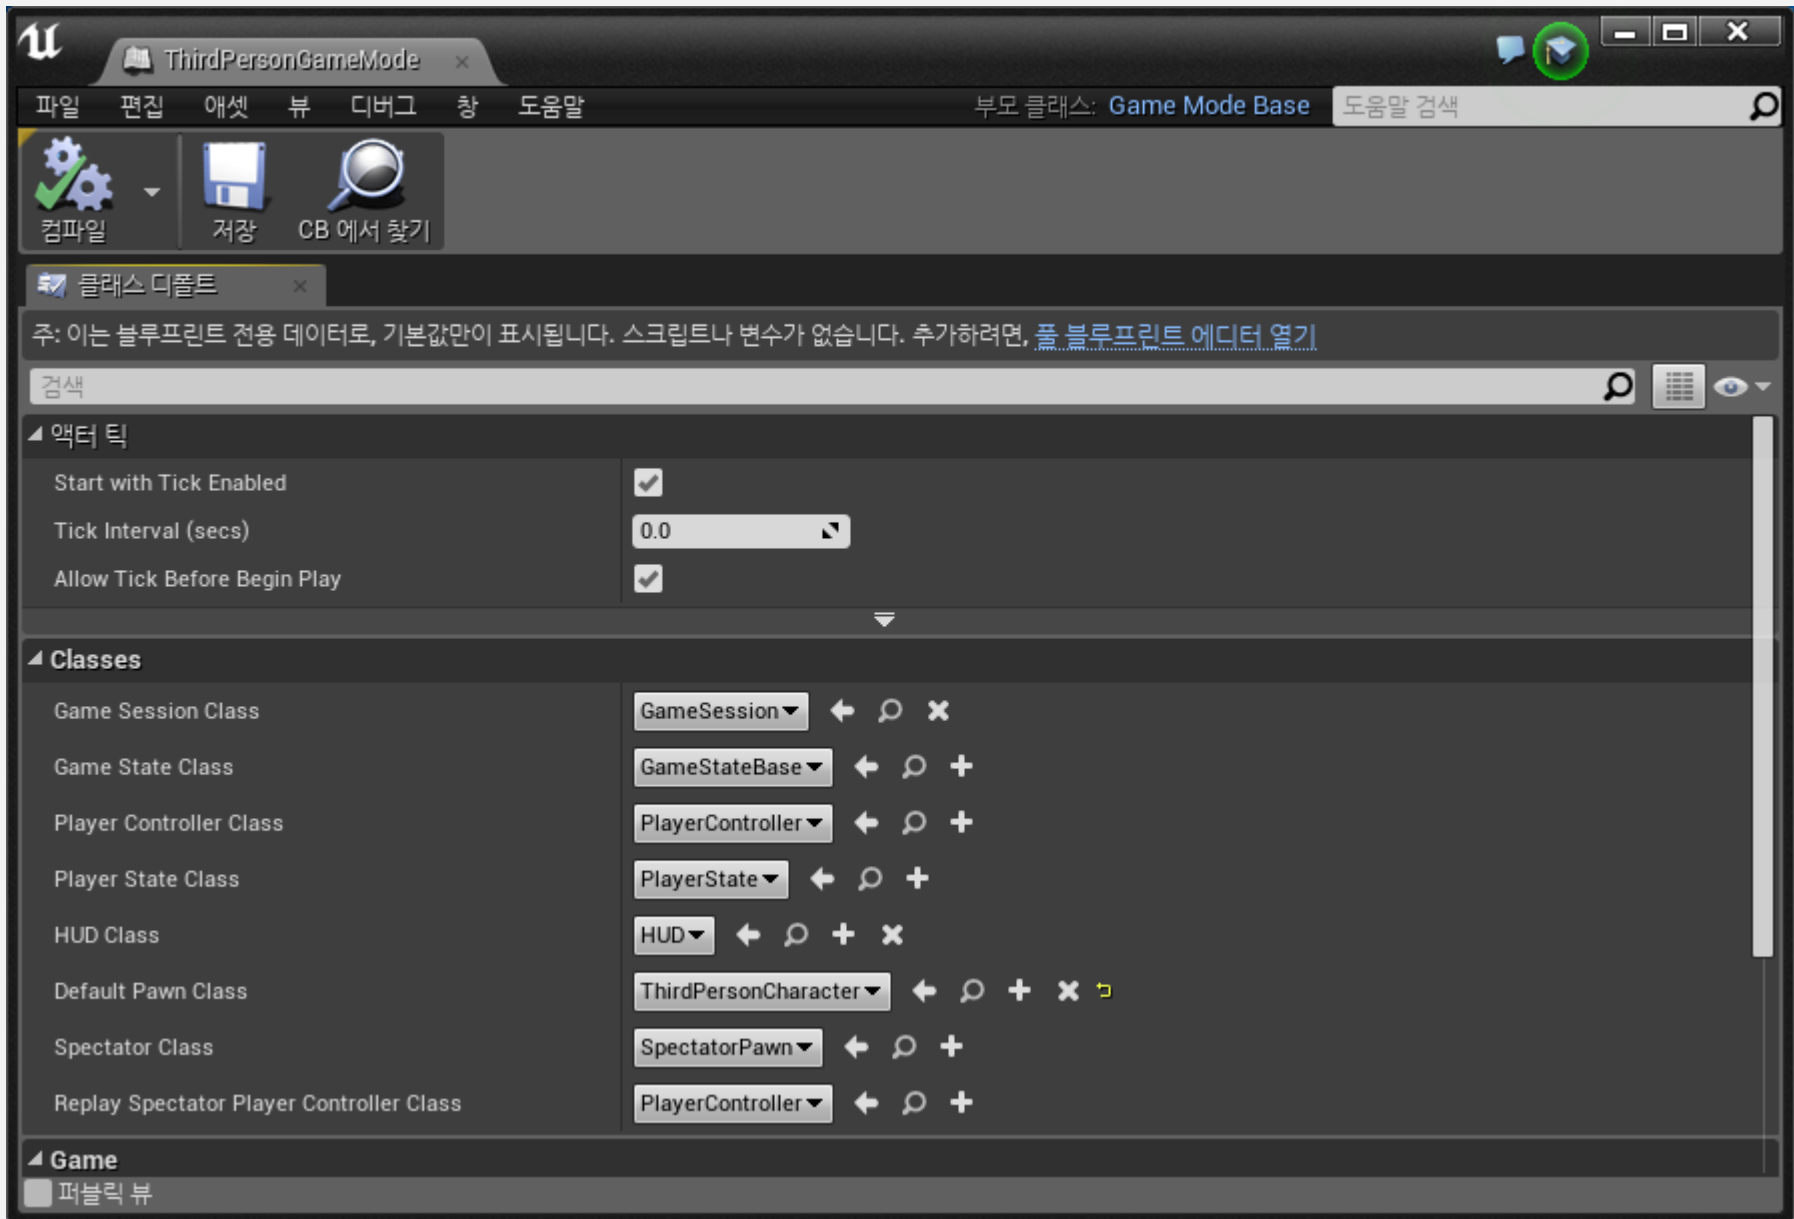 ThirdPersonGameMode
파일 편집 애셋 뷰 디버그 창 도움말 부모 클래스: Game Mode Base 도움말 검색
컴파일 저장 CB 에서 찾기
클래스 디폴트
주: 이는 블루프린트 전용 데이터로, 기본값만이 표시됩니다. 스크립트나 변수가 없습니다. 추가하려면, 풀 블루프린트 에디터 열기
검색
액터 틱
Start with Tick Enabled
Tick Interval (secs) 0.0
Allow Tick Before Begin Play
Classes
Game Session Class GameSession
Game State Class GameStateBase
Player Controller Class PlayerController
Player State Class PlayerState
HUD Class HUD
Default Pawn Class ThirdPersonCharacter
Spectator Class SpectatorPawn
Replay Spectator Player Controller Class PlayerController
Game
퍼블릭 뷰